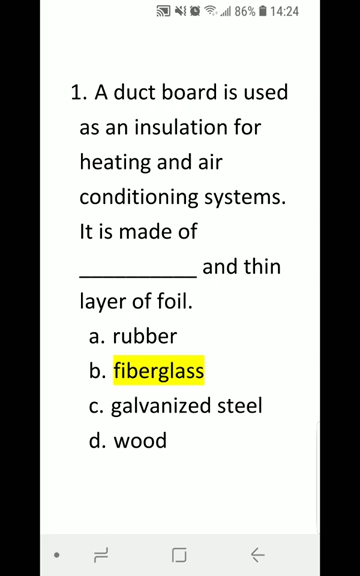 86% 14:24
1. A duct board is used
as an insulation for
heating and air
conditioning systems.
It is made of
___________ and thin
layer of foil.
a. rubber
b. fiberglass
c. galvanized steel
d. wood